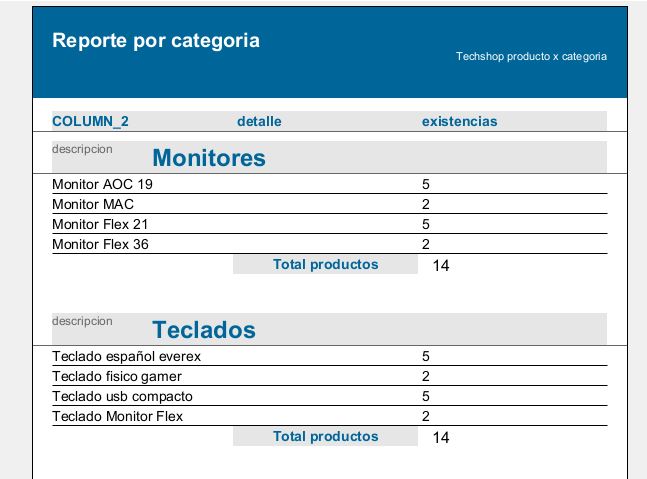 Reporte por categoria
Techshop producto x categoria
COLUMN_2 detalle existencias
descripcion Monitores
Monitor AOC 19 5
Monitor MAC 2
Monitor Flex 21 5
Monitor Flex 36 2
Total productos 14
descripcion Teclados
Teclado español everex 5
Teclado fisico gamer 2
Teclado usb compacto 5
Teclado Monitor Flex 2
Total productos 14